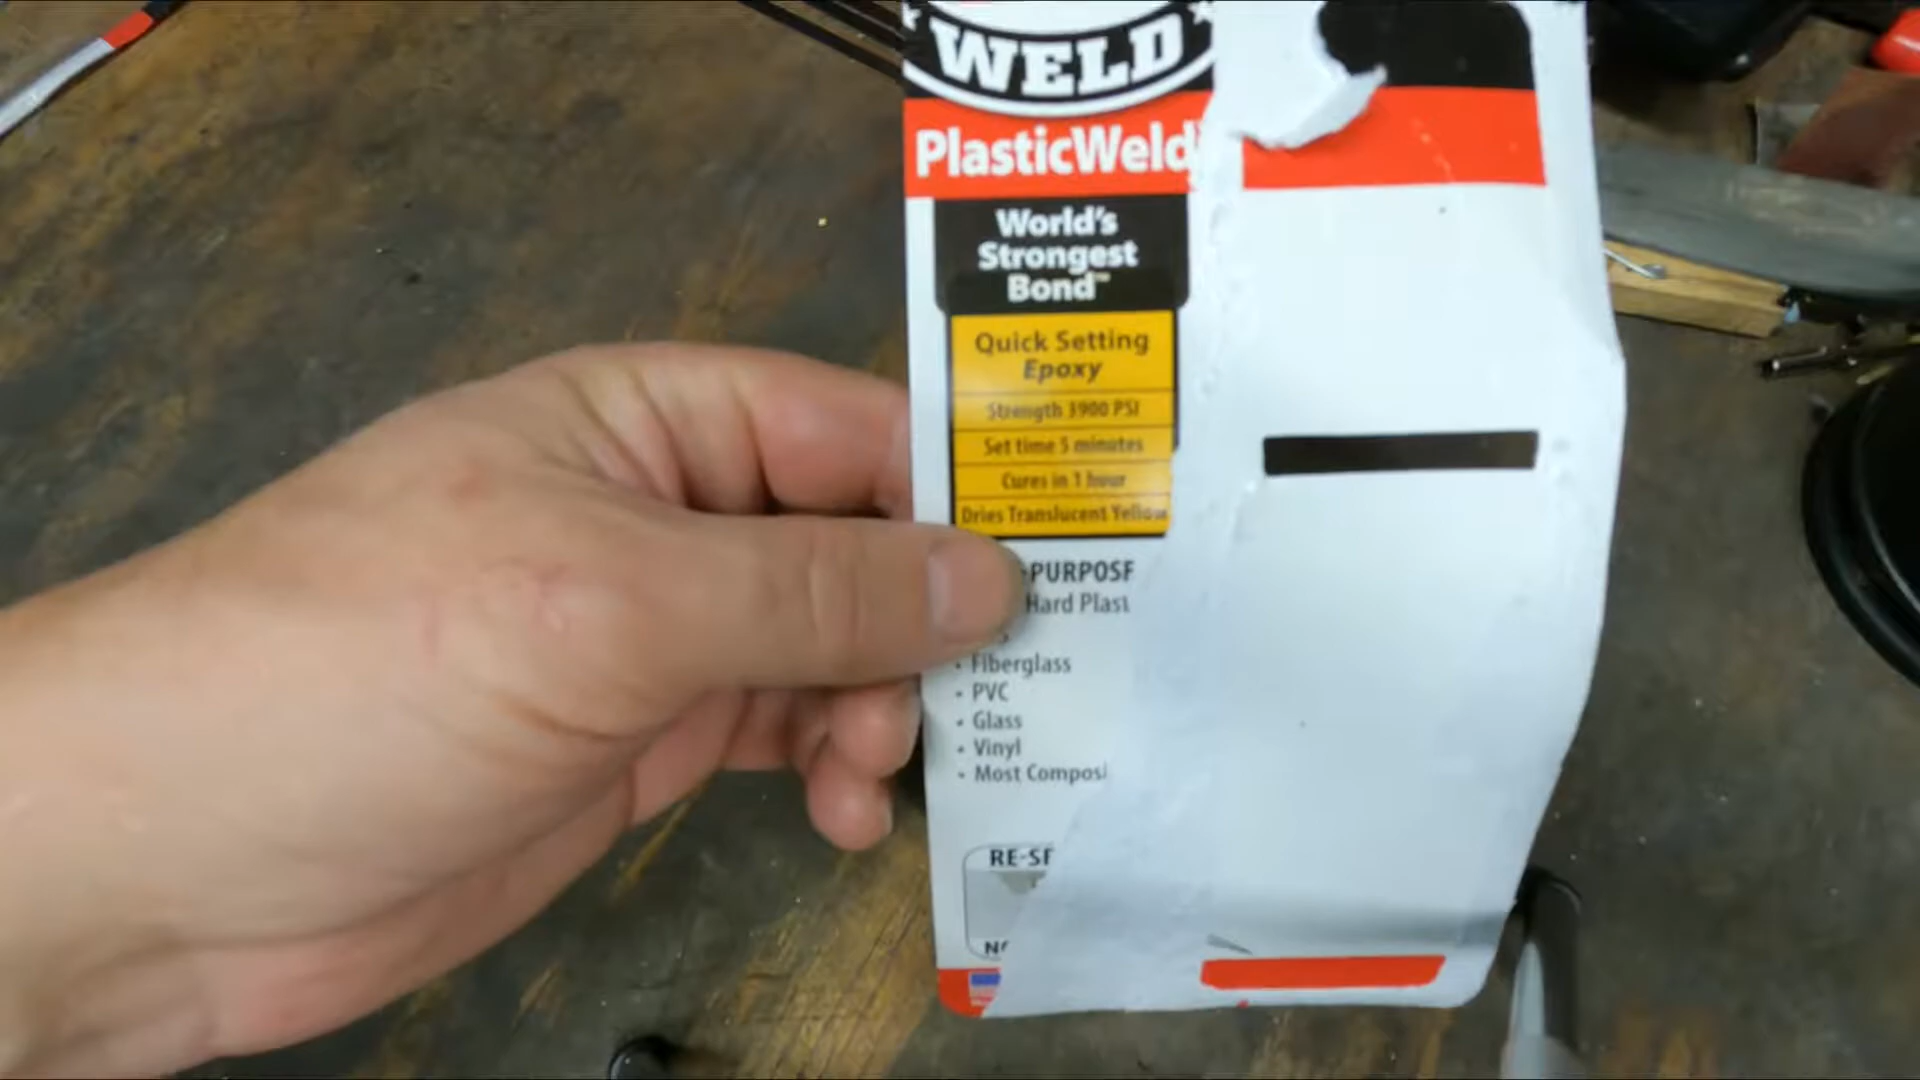 WELD
PlasticWeld
World's
Strongest
Bond™
Quick Setting
Epoxy
Strength 3900 PSI
Set time 5 minutes
Cures in 1 hour
Dries Translucent Yellow
-PURPOSE
Hard Plast
• Fiberglass
• PVC
• Glass
• Vinyl
• Most Composi
RE-SE